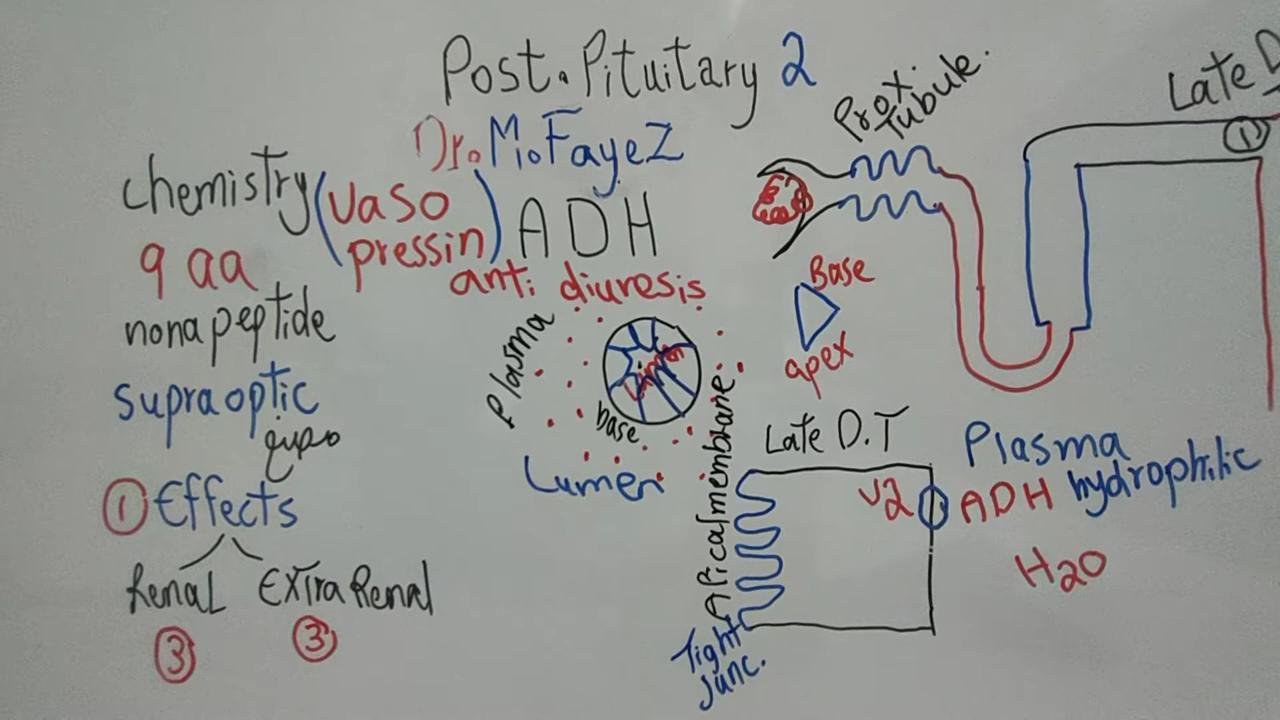 Post. Pituitary 2
Dr. M. Fayez
chemistry (vaso pressin) ADH
9 aa
anti diuresis
nonapeptide
supraoptic
① Effects
Renal Extra Renal
③ ③
Plasma
Lumen
base
Lumen
Base
apex
Prox. Tubule.
Late D
①
Apical membrane
Tight Junc.
Late D.T
V2
Plasma
ADH hydrophilic
H2O